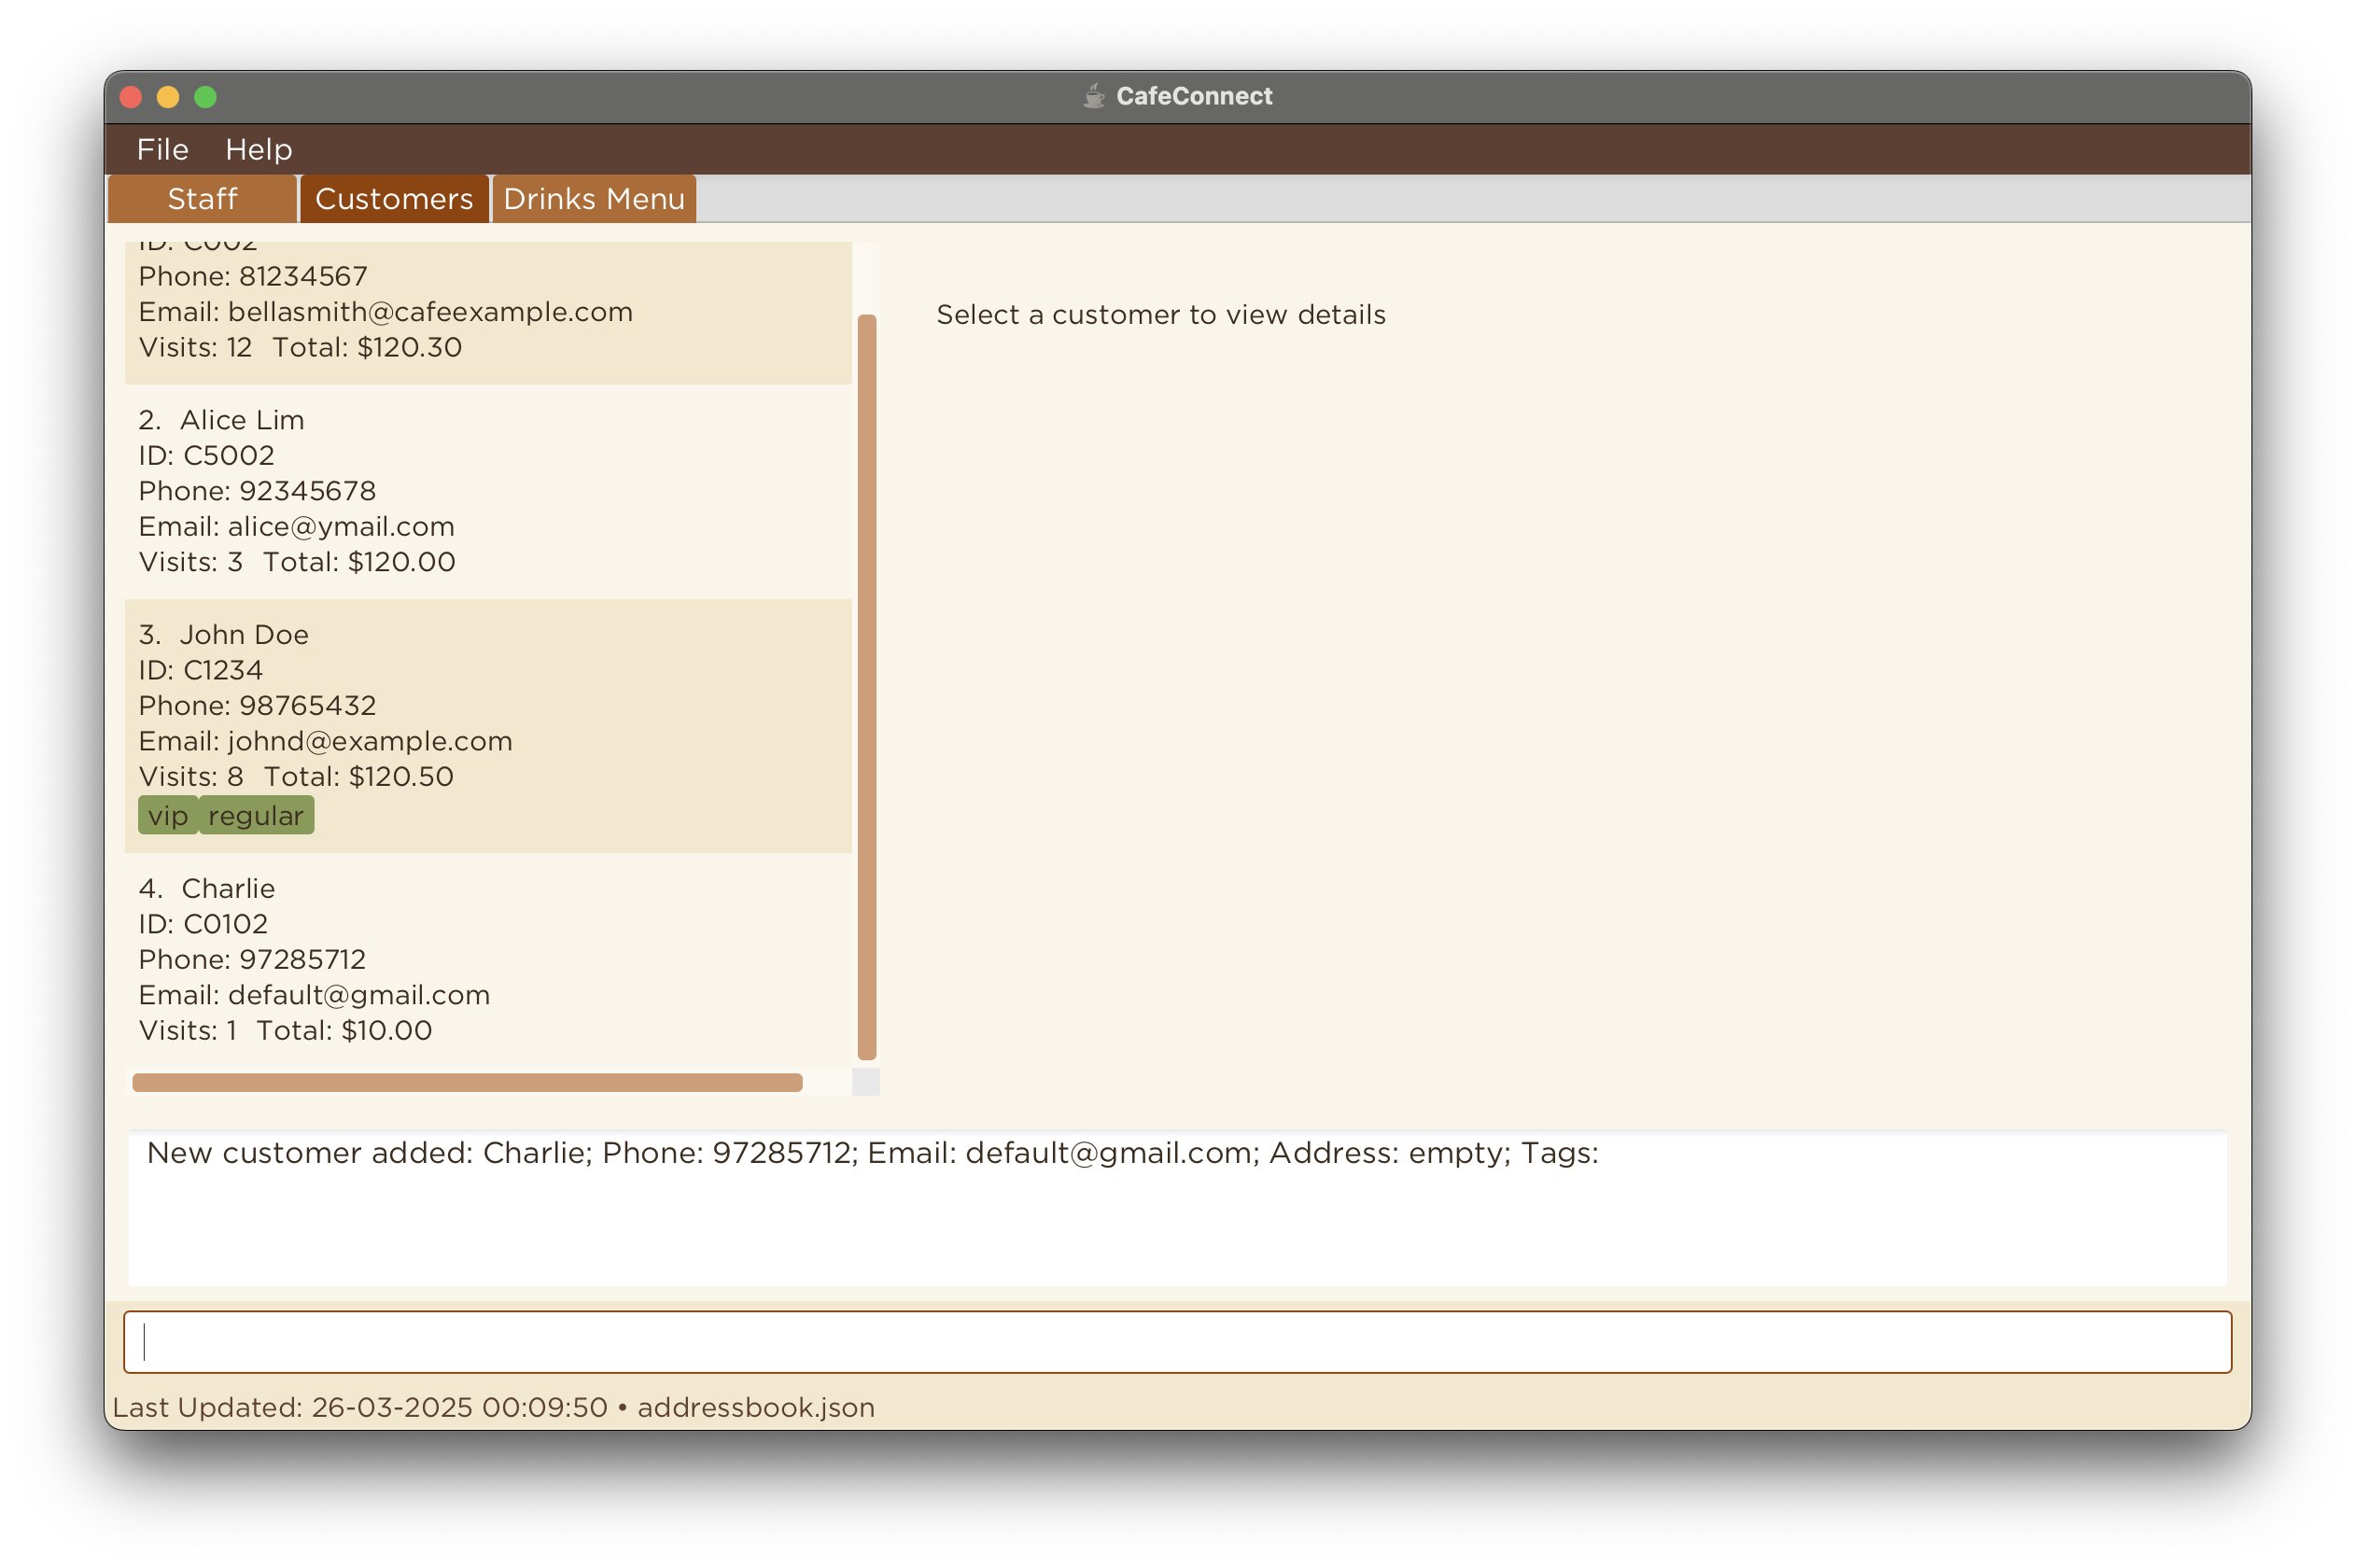 CafeConnect
File Help
Staff Customers Drinks Menu
ID: C002
Phone: 81234567
Email: bellasmith@cafeexample.com
Visits: 12 Total: $120.30
2. Alice Lim
ID: C5002
Phone: 92345678
Email: alice@ymail.com
Visits: 3 Total: $120.00
3. John Doe
ID: C1234
Phone: 98765432
Email: johnd@example.com
Visits: 8 Total: $120.50
vip regular
4. Charlie
ID: C0102
Phone: 97285712
Email: default@gmail.com
Visits: 1 Total: $10.00
Select a customer to view details
New customer added: Charlie; Phone: 97285712; Email: default@gmail.com; Address: empty; Tags:
Last Updated: 26-03-2025 00:09:50 • addressbook.json